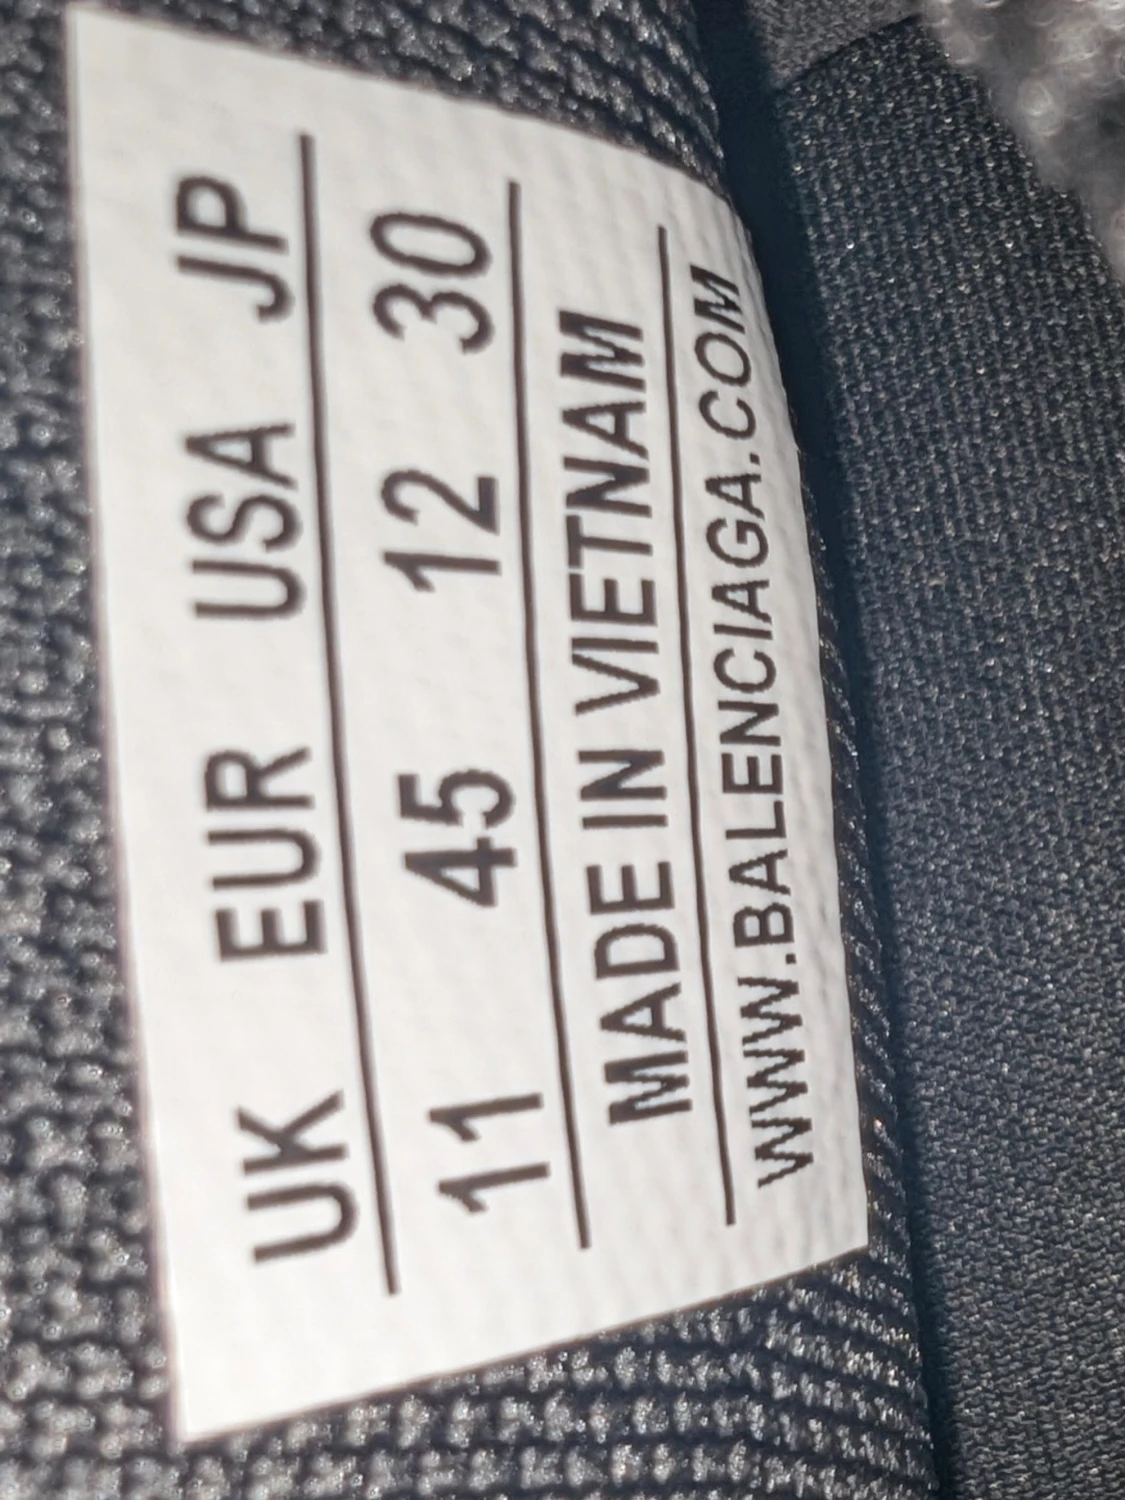 UK EUR USA JP
11 45 12 30
MADE IN VIETNAM
WWW.BALENCIAGA.COM